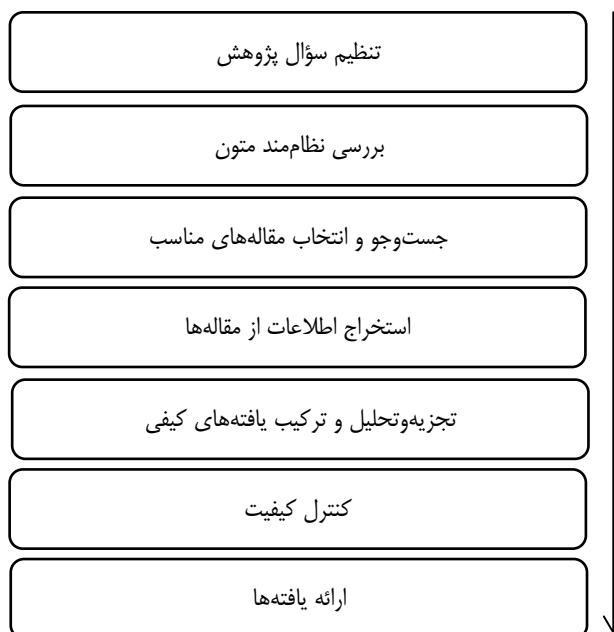 تنظیم سؤال پژوهش
بررسی نظام‌مند متون
جست‌وجو و انتخاب مقاله‌های مناسب
استخراج اطلاعات از مقاله‌ها
تجزیه‌وتحلیل و ترکیب یافته‌های کیفی
کنترل کیفیت
ارائه یافته‌ها